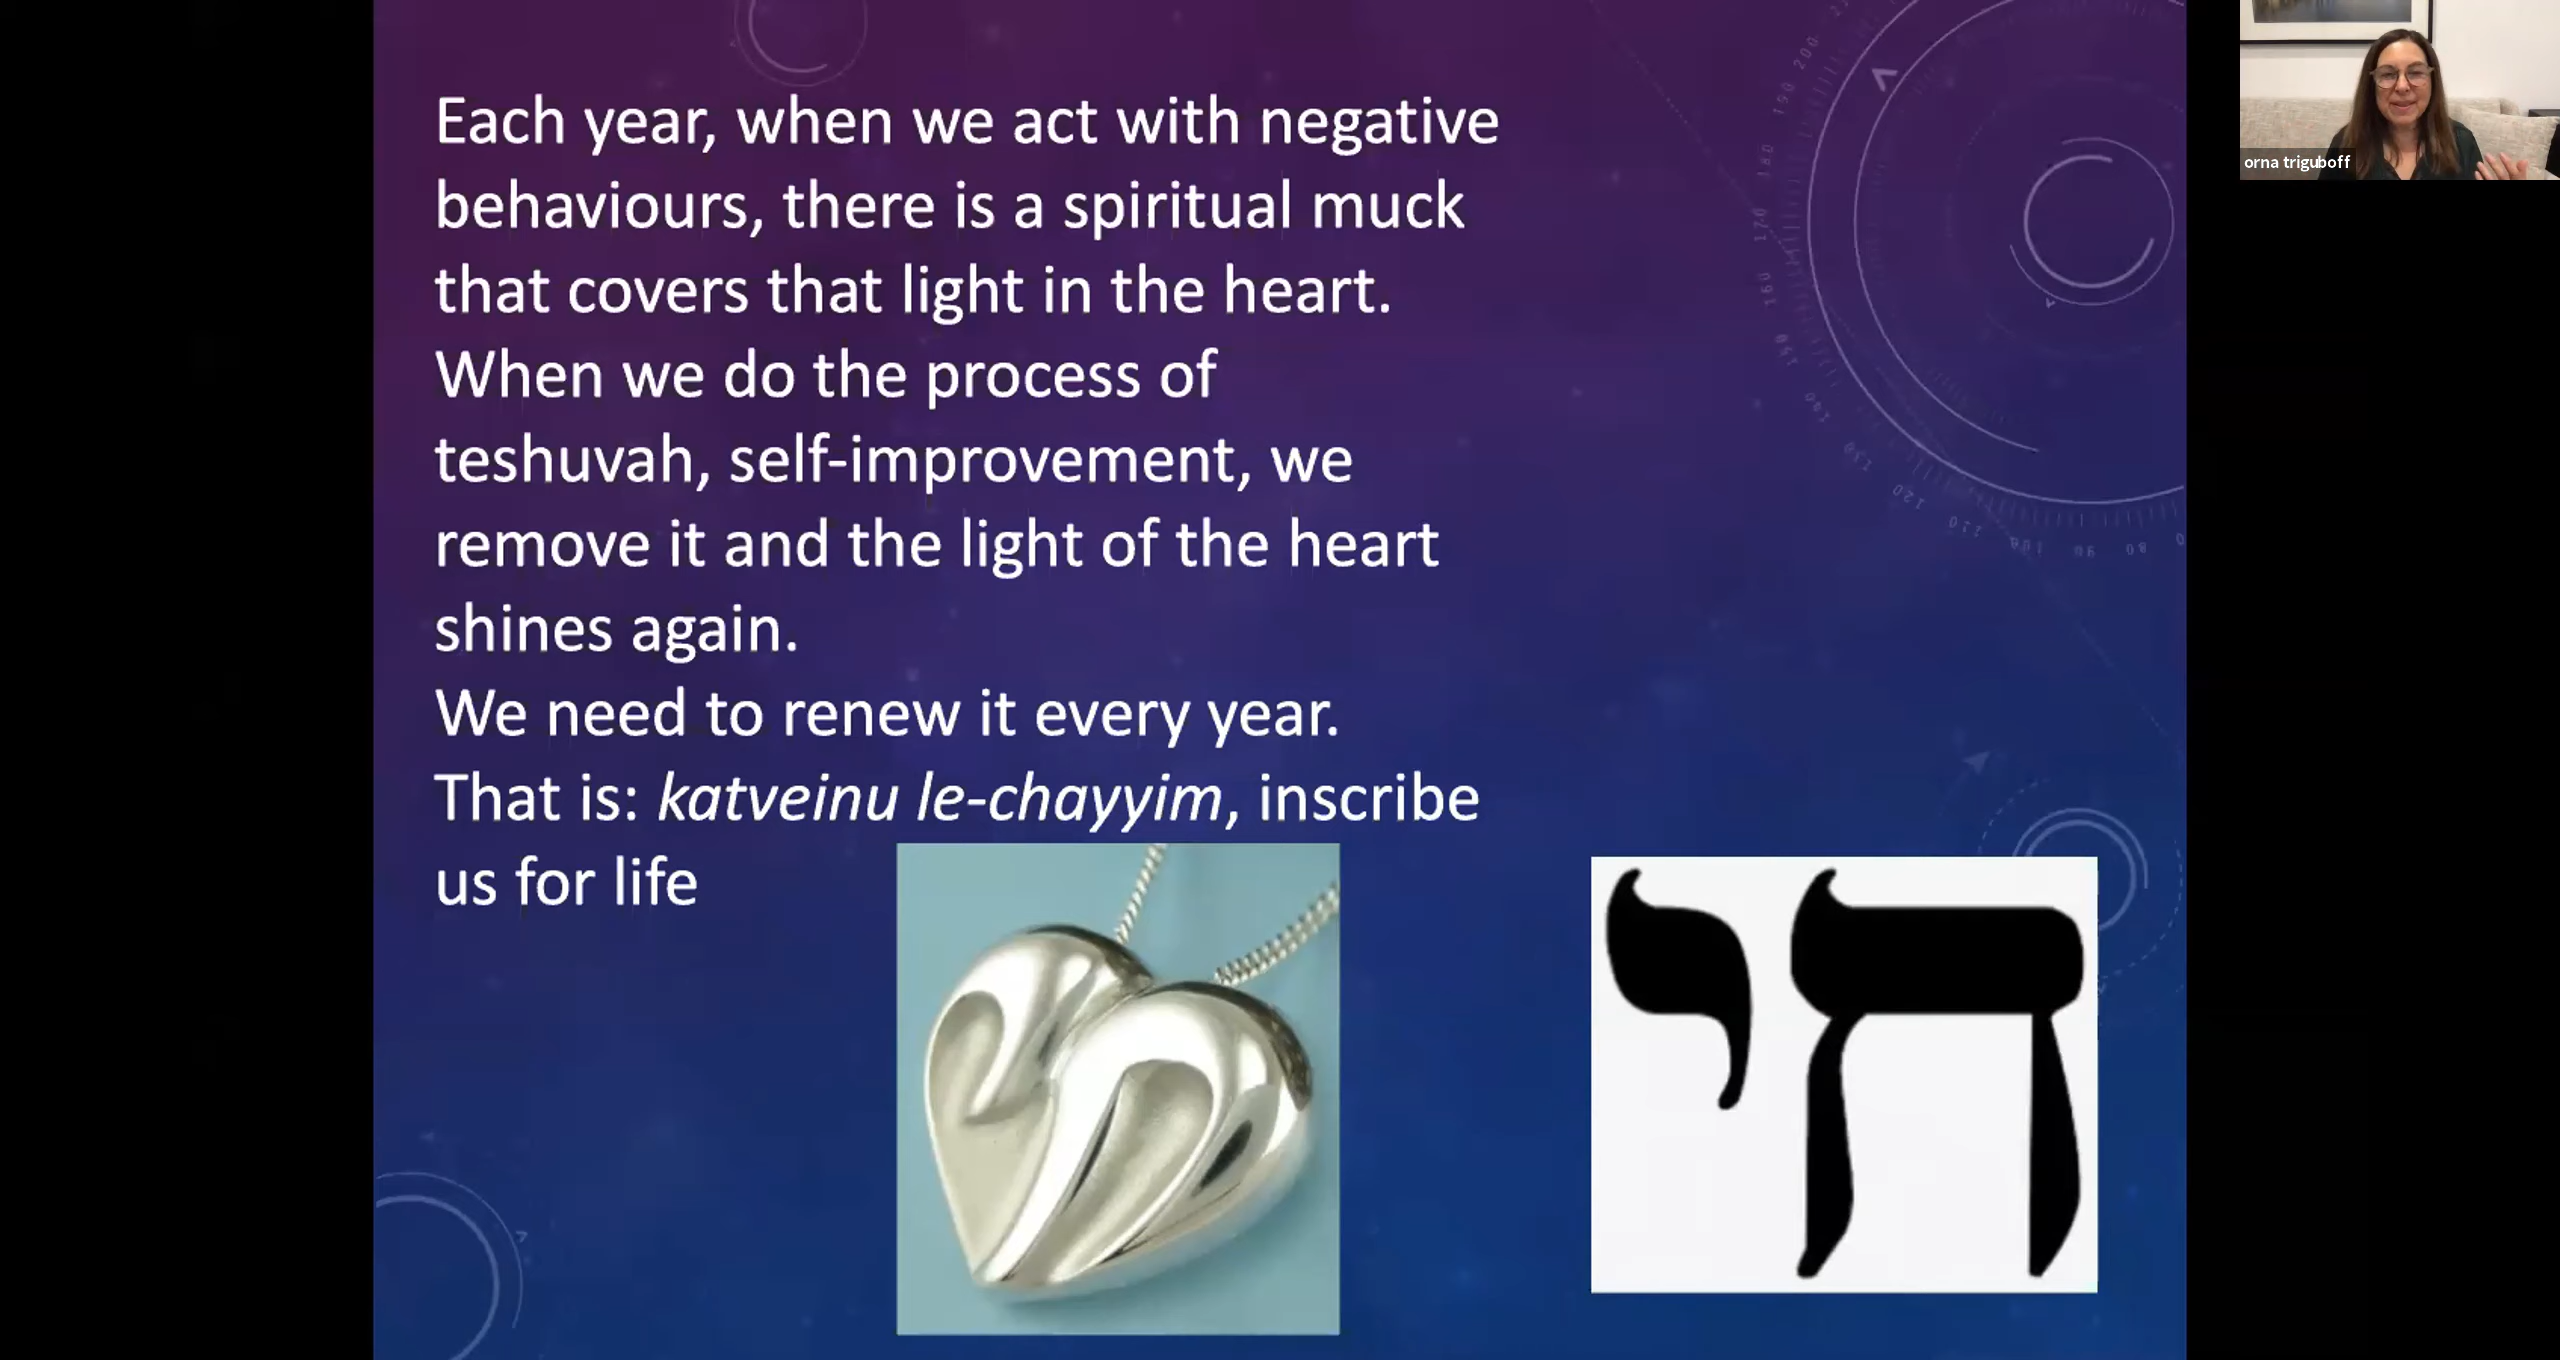 Each year, when we act with negative
behaviours, there is a spiritual muck
that covers that light in the heart.
When we do the process of
teshuvah, self-improvement, we
remove it and the light of the heart
shines again.
We need to renew it every year.
That is: katveinu le-chayyim, inscribe
us for life
חי
orna triguboff